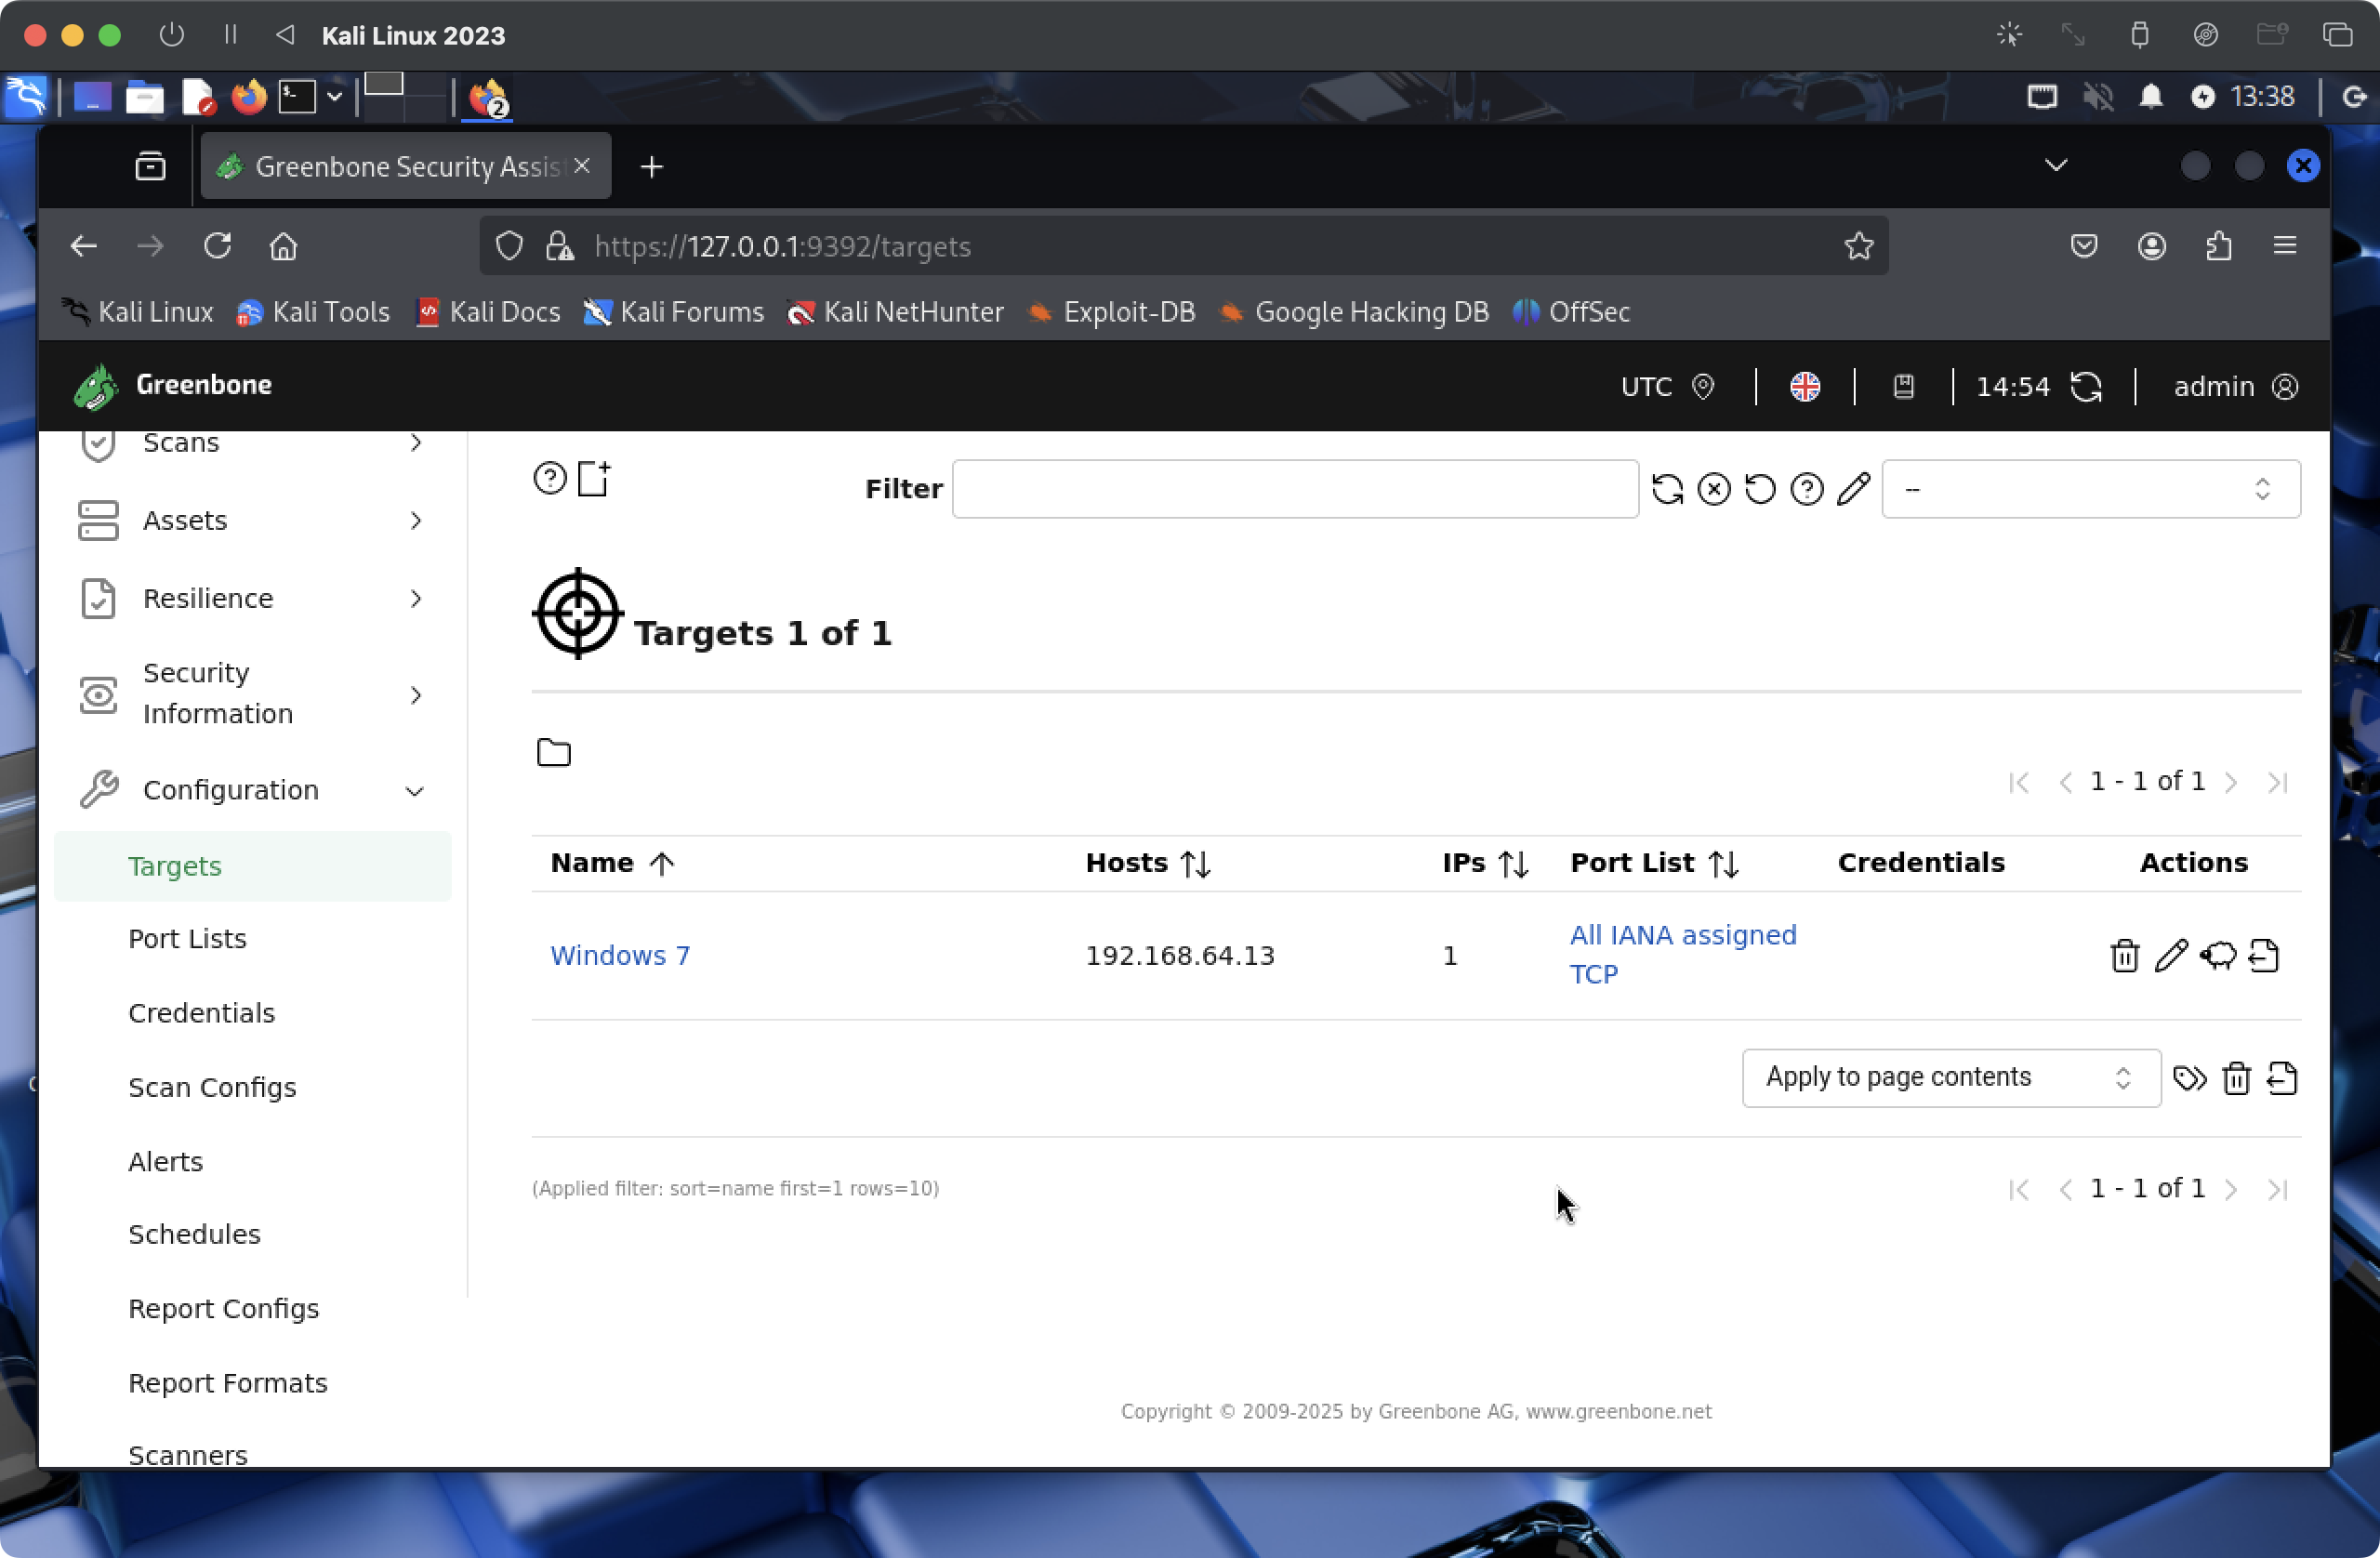 Kali Linux 2023
2
13:38
Greenbone Security Assis
https://127.0.0.1:9392/targets
Kali Linux
Kali Tools
Kali Docs
Kali Forums
Kali NetHunter
Exploit-DB
Google Hacking DB
OffSec
Greenbone
UTC
14:54
admin
Scans
Assets
Resilience
Security
Information
Configuration
Targets
Port Lists
Credentials
Scan Configs
Alerts
Schedules
Report Configs
Report Formats
Scanners
Filter
--
Targets 1 of 1
1 - 1 of 1
Name
Hosts
IPs
Port List
Credentials
Actions
Windows 7
192.168.64.13
1
All IANA assigned
TCP
Apply to page contents
(Applied filter: sort=name first=1 rows=10)
1 - 1 of 1
Copyright © 2009-2025 by Greenbone AG, www.greenbone.net